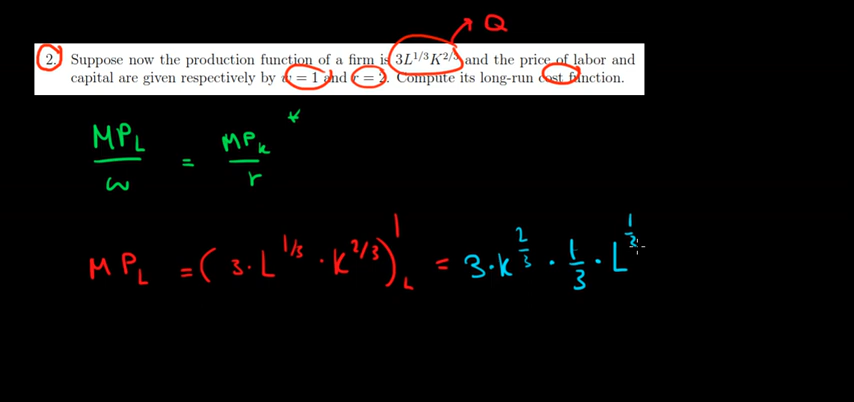 Q
2. Suppose now the production function of a firm is 3L^{1/3}K^{2/3} and the price of labor and
capital are given respectively by w = 1 and r = 2. Compute its long-run cost function.
MP_L / w = MP_K / r *
MP_L = (3·L^{1/3}·K^{2/3})'_L = 3·K^{2/3}·1/3·L^{1/3-